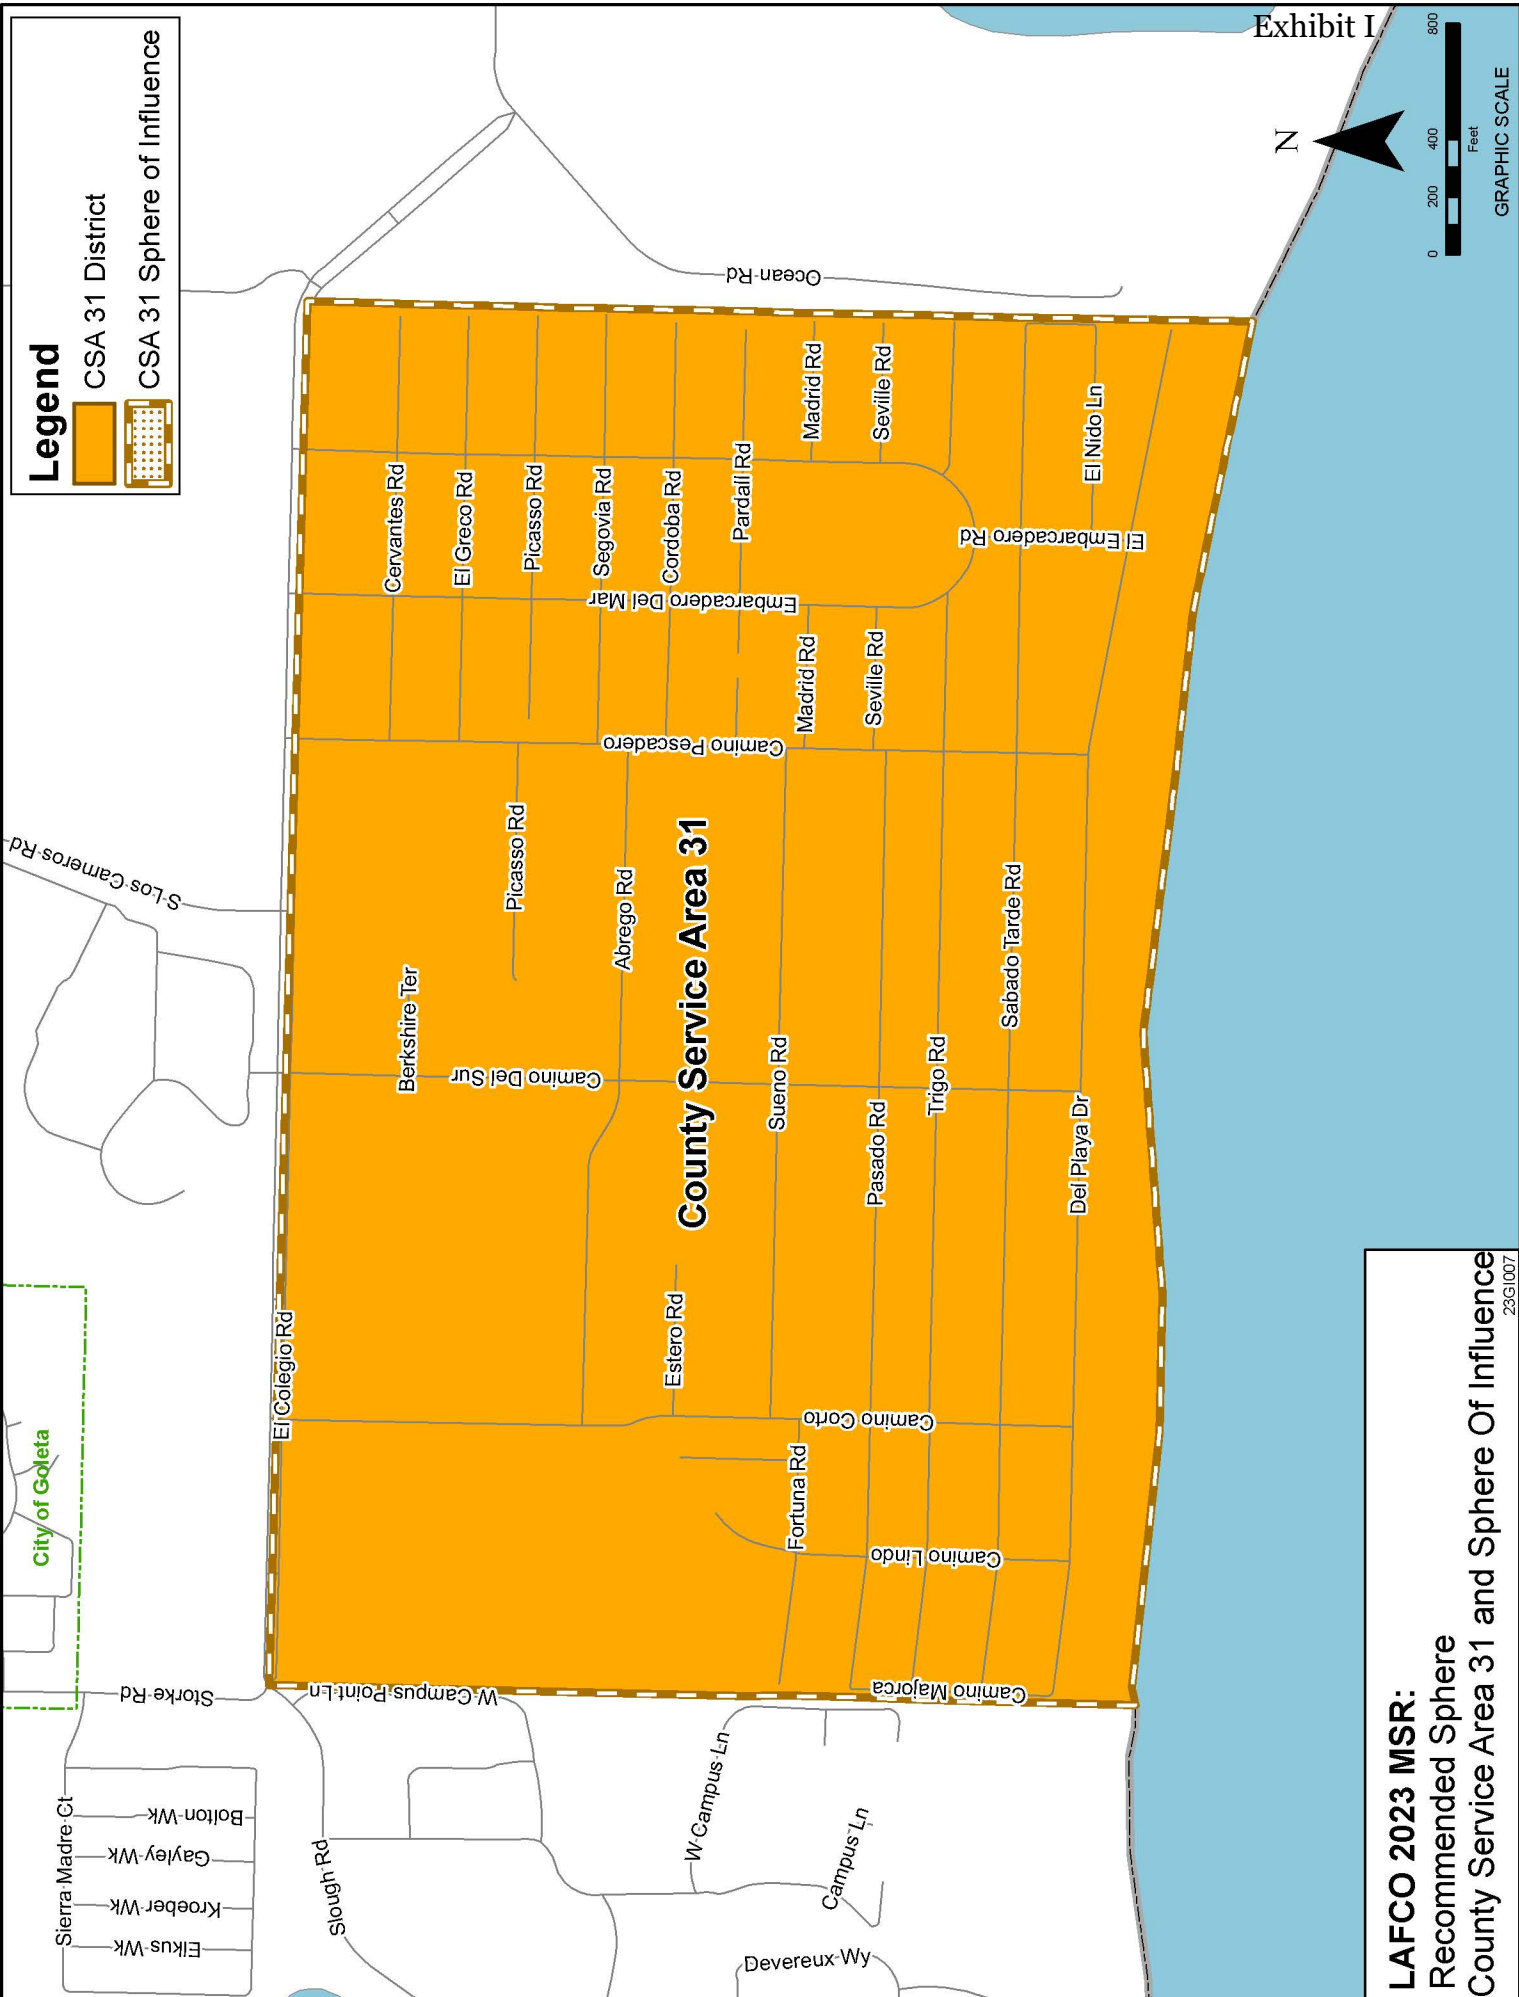 Exhibit I
Legend
CSA 31 District
CSA 31 Sphere of Influence
N
0
200
400
800
Feet
GRAPHIC SCALE
City of Goleta
S Los Carneros Rd
Storke Rd
El Colegio Rd
Sierra Madre Ct
Bolton Wk
Gayley Wk
Kroeber Wk
Elkus Wk
Slough Rd
W Campus Point Ln
W Campus Ln
Campus Ln
Devereux Wy
Ocean Rd
Cervantes Rd
El Greco Rd
Picasso Rd
Segovia Rd
Cordoba Rd
Pardall Rd
Madrid Rd
Seville Rd
El Nido Ln
El Embarcadero Rd
Embarcadero Del Mar
Madrid Rd
Seville Rd
Camino Pescadero
Picasso Rd
Abrego Rd
County Service Area 31
Berkshire Ter
Camino Del Sur
Sueno Rd
Pasado Rd
Trigo Rd
Sabado Tarde Rd
Del Playa Dr
Estero Rd
Camino Corto
Fortuna Rd
Camino Lindo
Camino Majorca
LAFCO 2023 MSR:
Recommended Sphere
County Service Area 31 and Sphere Of Influence
23GI007